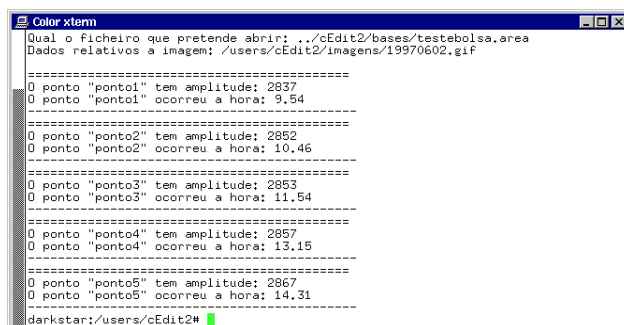 Color xterm
Qual o ficheiro que pretende abrir: ../cEdit2/bases/testebolsa.area
Dados relativos a imagem: /users/cEdit2/imagens/19970602.gif
===========================================
O ponto "ponto1" tem amplitude: 2837
O ponto "ponto1" ocorreu a hora: 9.54
--------------------------------------------
===========================================
O ponto "ponto2" tem amplitude: 2852
O ponto "ponto2" ocorreu a hora: 10.46
--------------------------------------------
===========================================
O ponto "ponto3" tem amplitude: 2853
O ponto "ponto3" ocorreu a hora: 11.54
--------------------------------------------
===========================================
O ponto "ponto4" tem amplitude: 2857
O ponto "ponto4" ocorreu a hora: 13.15
--------------------------------------------
===========================================
O ponto "ponto5" tem amplitude: 2867
O ponto "ponto5" ocorreu a hora: 14.31
--------------------------------------------
darkstar:/users/cEdit2#